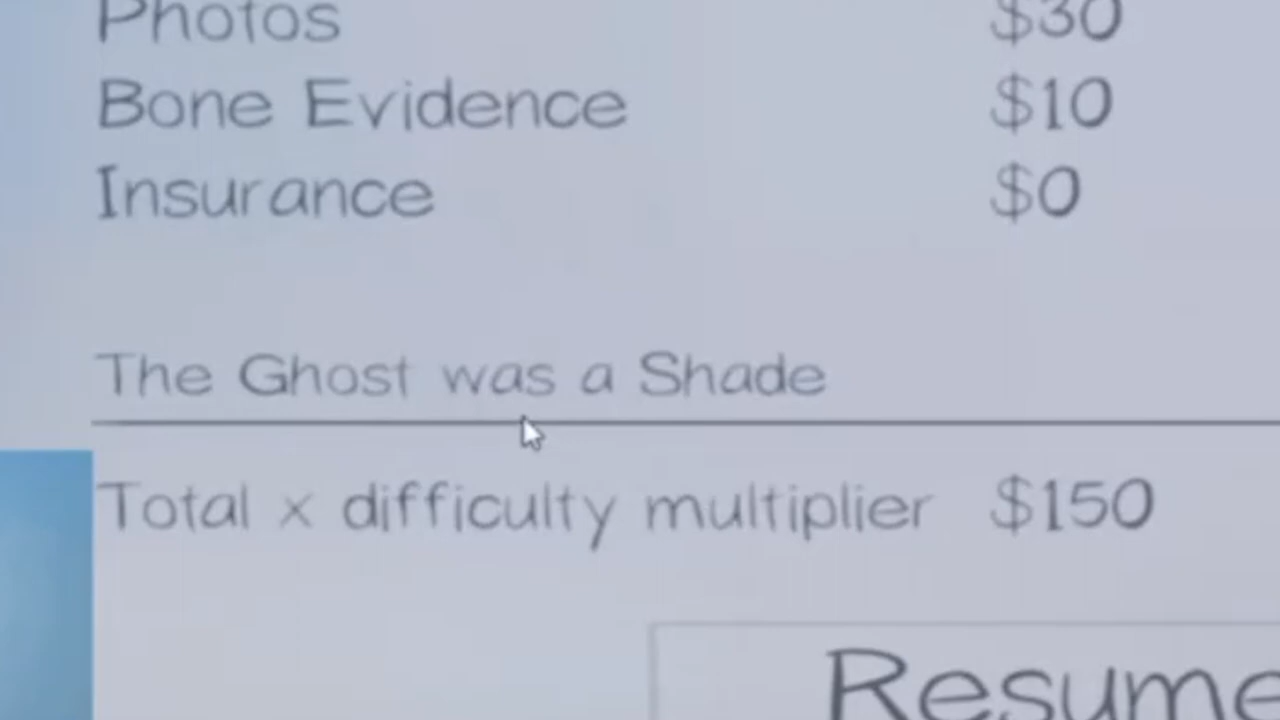 Photos $30
Bone Evidence $10
Insurance $0
The Ghost was a Shade
Total x difficulty multiplier $150
Resume